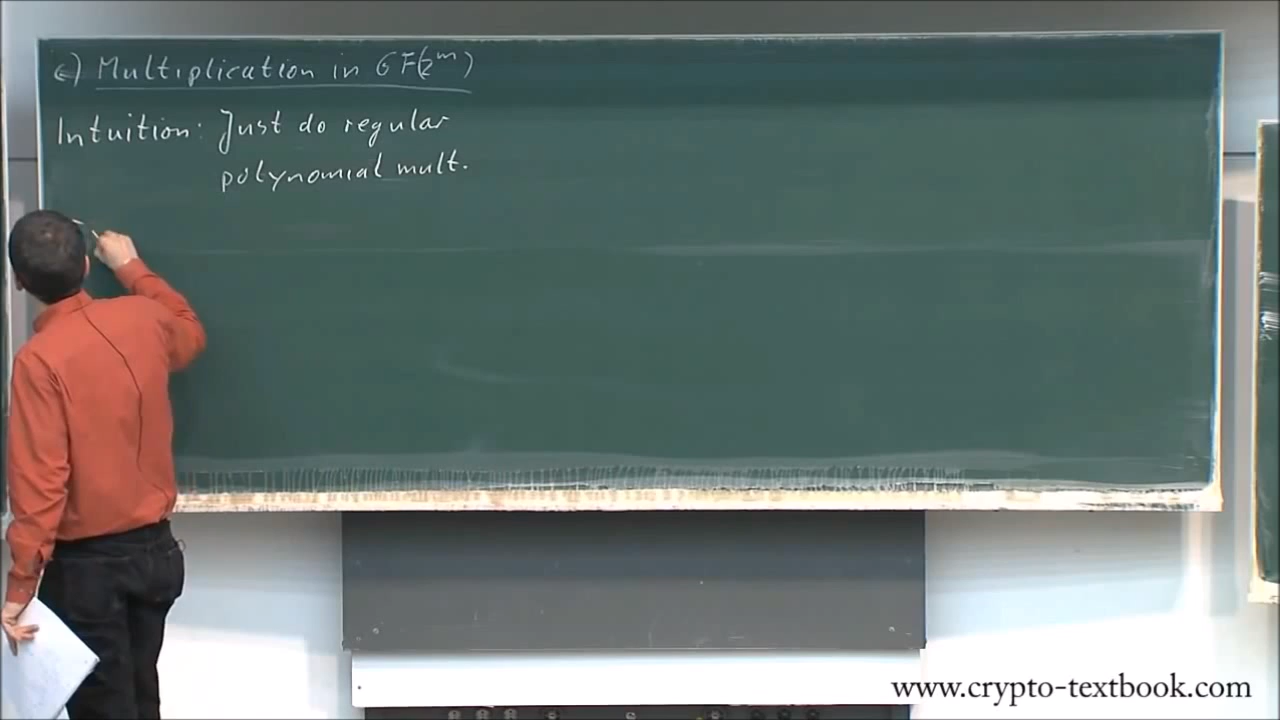 c) Multiplication in GF(2^m)
Intuition: Just do regular
polynomial mult.
www.crypto-textbook.com